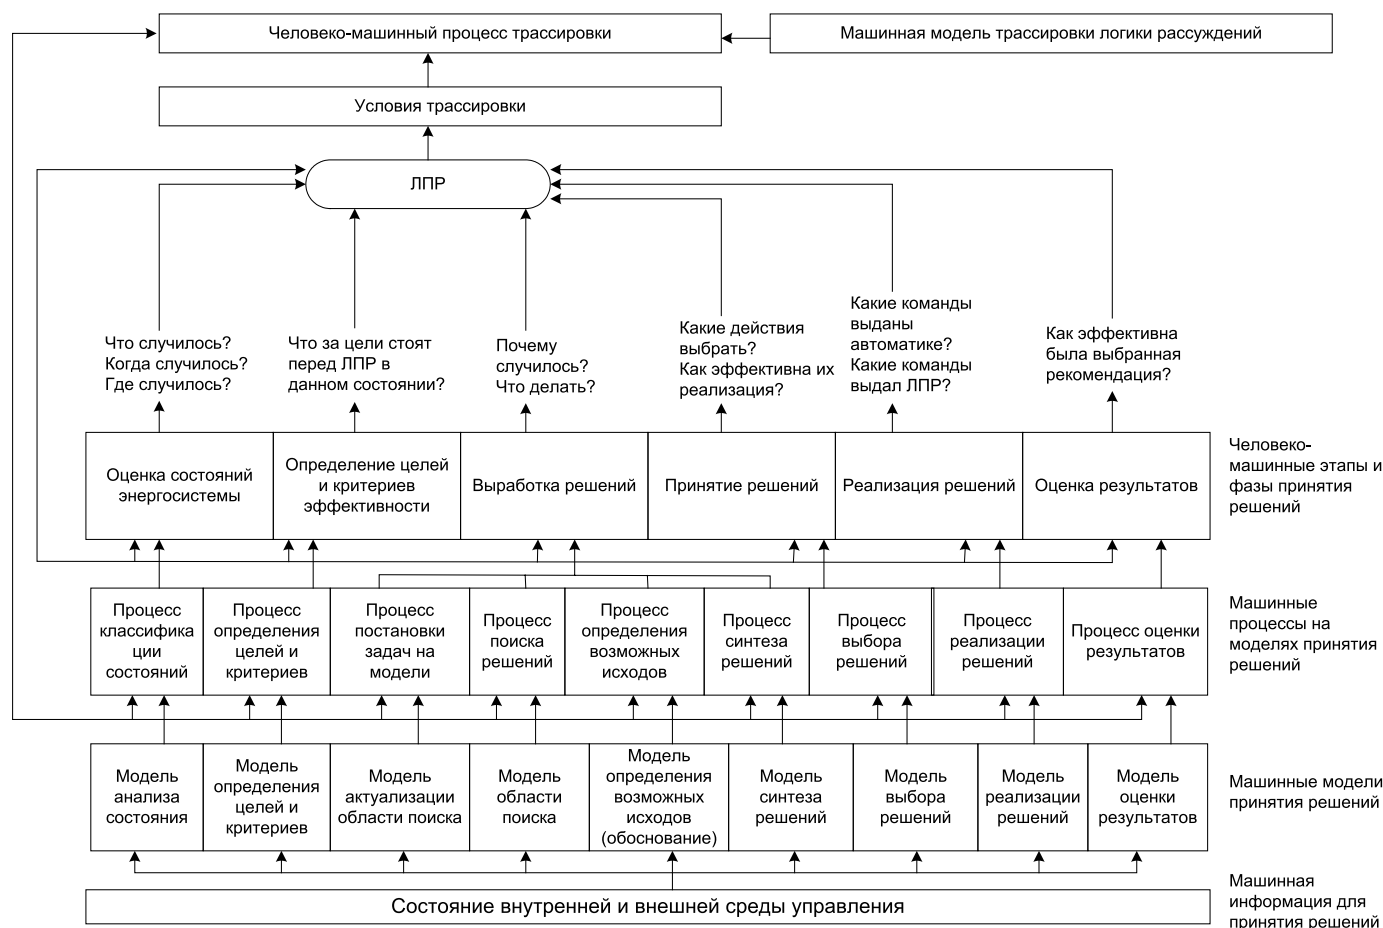 Человеко-машинный процесс трассировки
Машинная модель трассировки логики рассуждений
Условия трассировки
ЛПР
Что случилось?
Когда случилось?
Где случилось?
Что за цели стоят
перед ЛПР в
данном состоянии?
Почему
случилось?
Что делать?
Какие действия
выбрать?
Как эффективна их
реализация?
Какие команды
выданы
автоматике?
Какие команды
выдал ЛПР?
Как эффективна
была выбранная
рекомендация?
Оценка состояний
энергосистемы
Определение целей
и критериев
эффективности
Выработка решений
Принятие решений
Реализация решений
Оценка результатов
Человеко-
машинные этапы и
фазы принятия
решений
Процесс
классифика
ции
состояний
Процесс
определения
целей и
критериев
Процесс
постановки
задач на
модели
Процесс
поиска
решений
Процесс
определения
возможных
исходов
Процесс
синтеза
решений
Процесс
выбора
решений
Процесс
реализации
решений
Процесс оценки
результатов
Машинные
процессы на
моделях принятия
решений
Модель
анализа
состояния
Модель
определения
целей и
критериев
Модель
актуализации
области поиска
Модель
области
поиска
Модель
определения
возможных
исходов
(обоснование)
Модель
синтеза
решений
Модель
выбора
решений
Модель
реализации
решений
Модель
оценки
результатов
Машинные модели
принятия решений
Состояние внутренней и внешней среды управления
Машинная
информация для
принятия решений